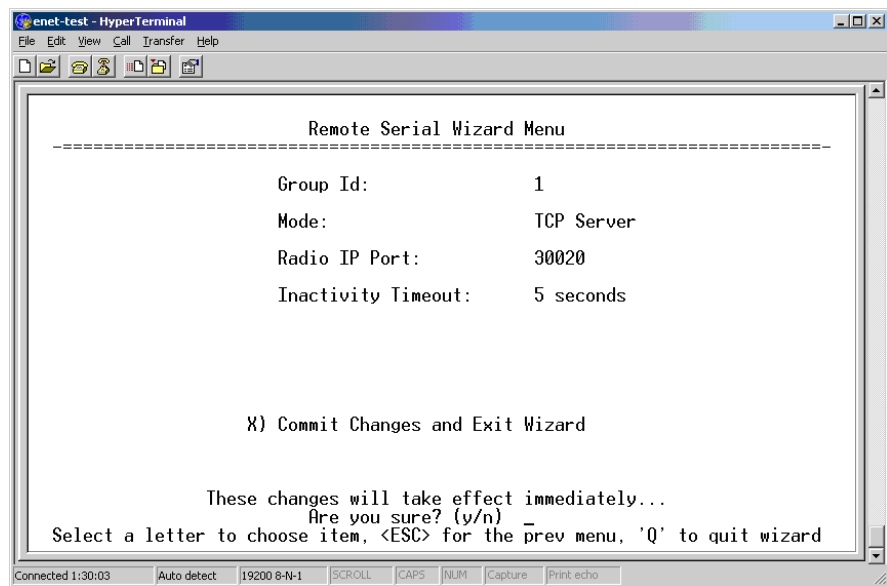 enet-test - HyperTerminal
File Edit View Call Transfer Help
Remote Serial Wizard Menu
-==========================================================================-
Group Id: 1
Mode: TCP Server
Radio IP Port: 30020
Inactivity Timeout: 5 seconds
X) Commit Changes and Exit Wizard
These changes will take effect immediately...
Are you sure? (y/n) _
Select a letter to choose item, <ESC> for the prev menu, 'Q' to quit wizard
Connected 1:30:03 Auto detect 19200 8-N-1 SCROLL CAPS NUM Capture Print echo